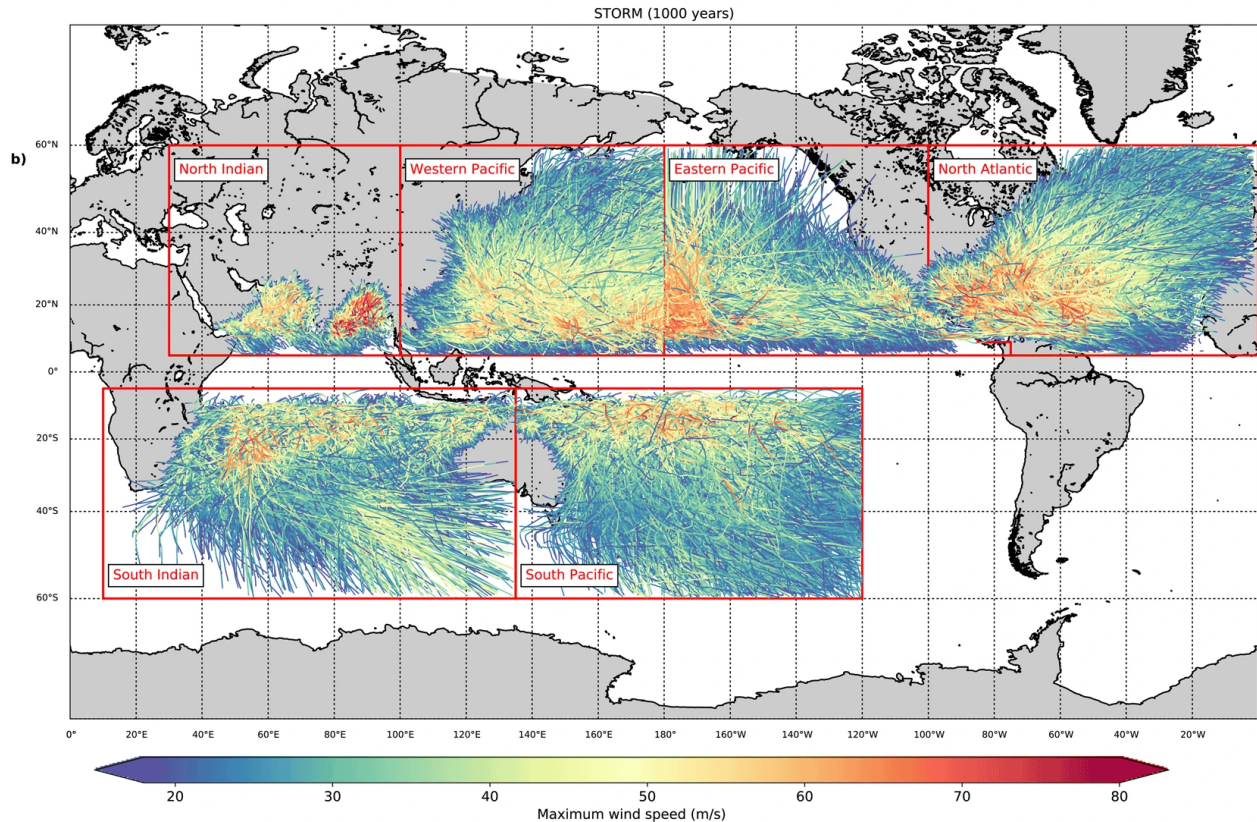 STORM (1000 years)
b)
60°N
40°N
20°N
0°
20°S
40°S
60°S
North Indian
Western Pacific
Eastern Pacific
North Atlantic
South Indian
South Pacific
0° 20°E 40°E 60°E 80°E 100°E 120°E 140°E 160°E 180° 160°W 140°W 120°W 100°W 80°W 60°W 40°W 20°W
20 30 40 50 60 70 80
Maximum wind speed (m/s)